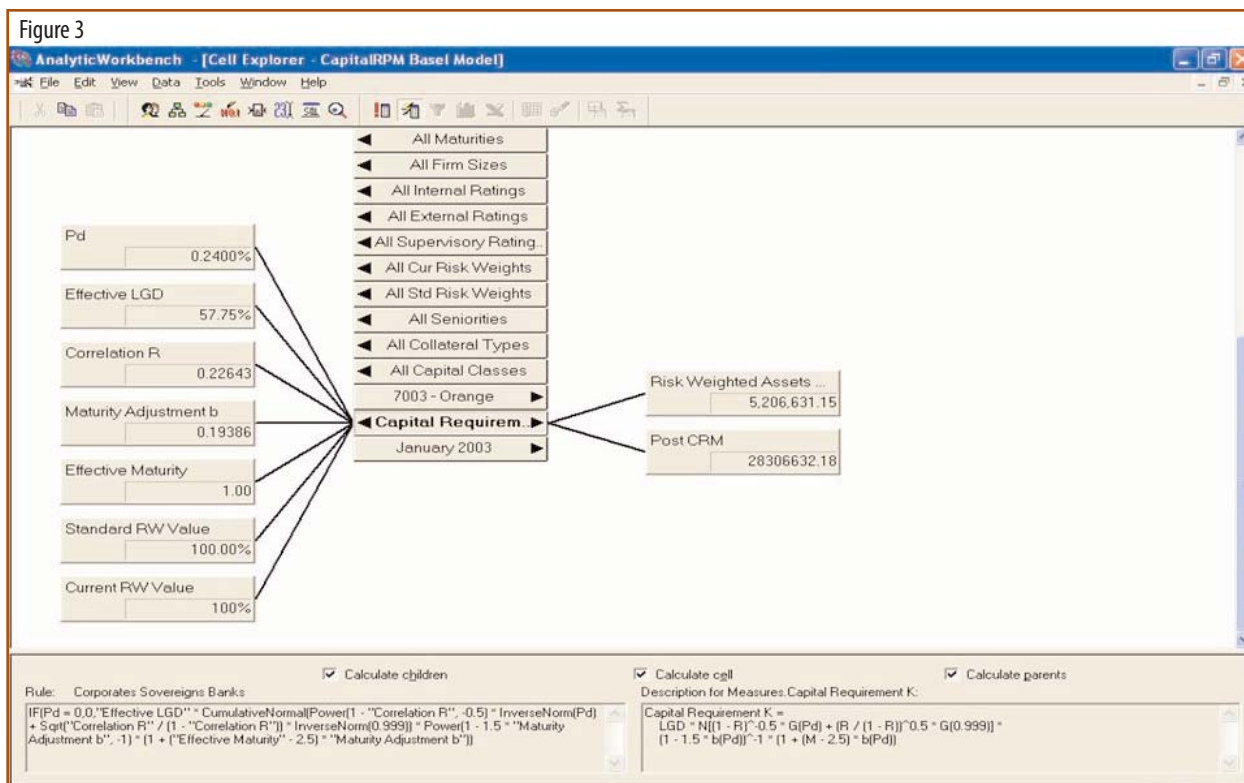 Figure 3
AnalyticWorkbench - [Cell Explorer - CapitalRPM Basel Model]
File Edit View Data Tools Window Help
All Maturities
All Firm Sizes
All Internal Ratings
All External Ratings
All Supervisory Rating..
All Cur Risk Weights
All Std Risk Weights
All Seniorities
All Collateral Types
All Capital Classes
7003 - Orange
Capital Requirem..
January 2003
Pd
0.2400%
Effective LGD
57.75%
Correlation R
0.22643
Maturity Adjustment b
0.19386
Effective Maturity
1.00
Standard RW Value
100.00%
Current RW Value
100%
Risk Weighted Assets ...
5,206,631.15
Post CRM
28306632.18
Calculate children
Calculate cell
Calculate parents
Rule: Corporates Sovereigns Banks
IF(Pd = 0,0,"Effective LGD" * CumulativeNormal(Power(1 - "Correlation R", -0.5) * InverseNorm(Pd)
+ Sqrt("Correlation R" / (1 - "Correlation R")) * InverseNorm(0.999)) * Power(1 - 1.5 * "Maturity
Adjustment b", -1) * (1 + ("Effective Maturity" - 2.5) * "Maturity Adjustment b"))
Description for Measures.Capital Requirement K:
Capital Requirement K =
LGD * N[(1 - R)^-0.5 * G(Pd) + (R / (1 - R))^0.5 * G(0.999)] *
(1 - 1.5 * b(Pd))^-1 * (1 + (M - 2.5) * b(Pd))